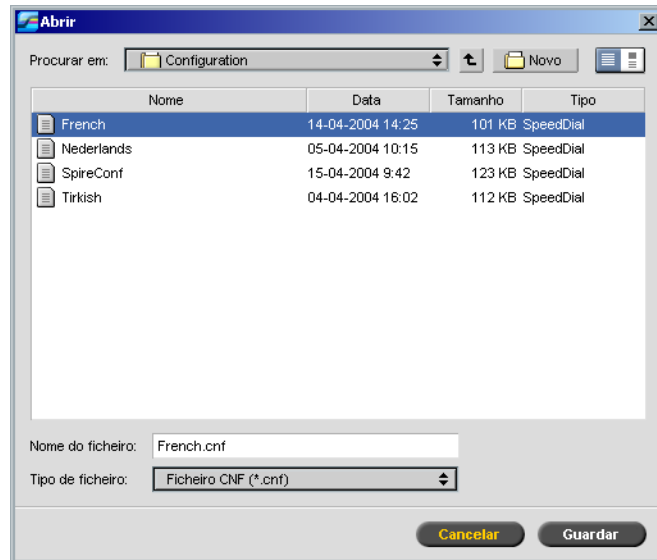 Abrir
Procurar em: Configuration Novo
Nome Data Tamanho Tipo
French 14-04-2004 14:25 101 KB SpeedDial
Nederlands 05-04-2004 10:15 113 KB SpeedDial
SpireConf 15-04-2004 9:42 123 KB SpeedDial
Tirkish 04-04-2004 16:02 112 KB SpeedDial
Nome do ficheiro: French.cnf
Tipo de ficheiro: Ficheiro CNF (*.cnf)
Cancelar Guardar